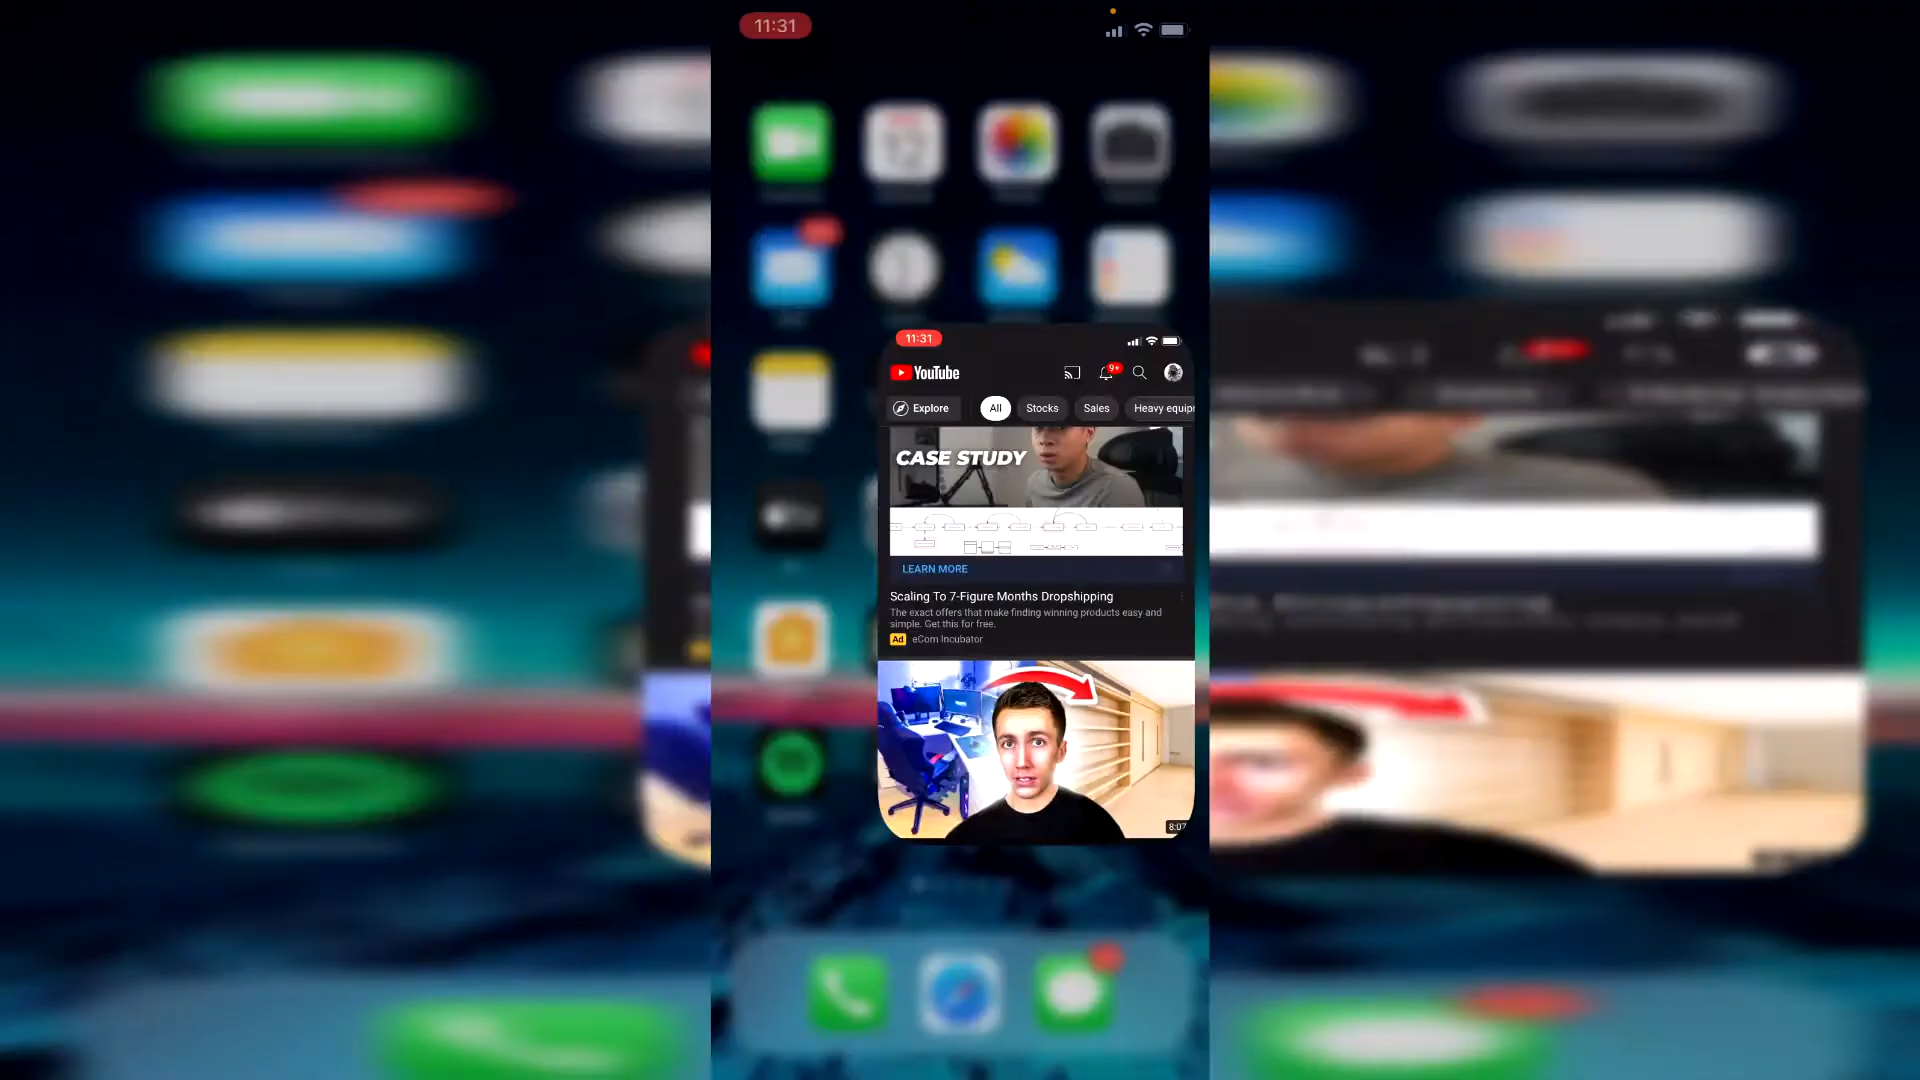 11:31
11:31
YouTube
9+
Explore
All
Stocks
Sales
Heavy equip
CASE STUDY
LEARN MORE
Scaling To 7-Figure Months Dropshipping
The exact offers that make finding winning products easy and
simple. Get this for free.
Ad eCom Incubator
8:07